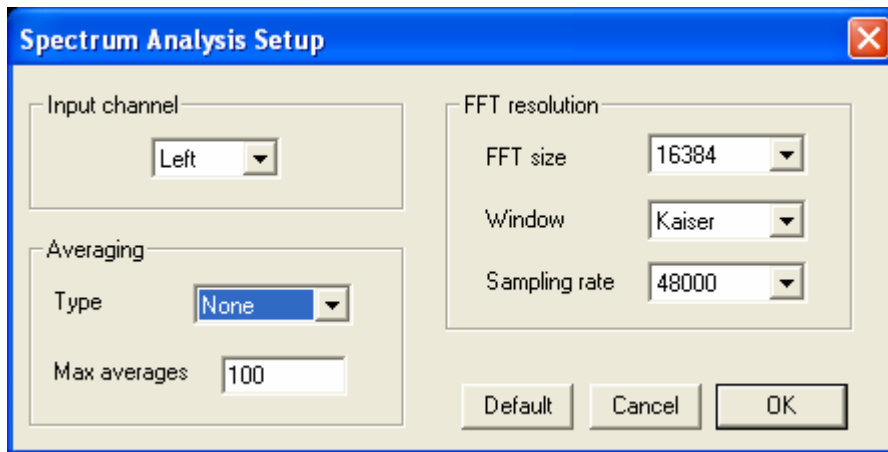 Spectrum Analysis Setup
Input channel
Left
Averaging
Type None
Max averages 100
FFT resolution
FFT size 16384
Window Kaiser
Sampling rate 48000
Default Cancel OK